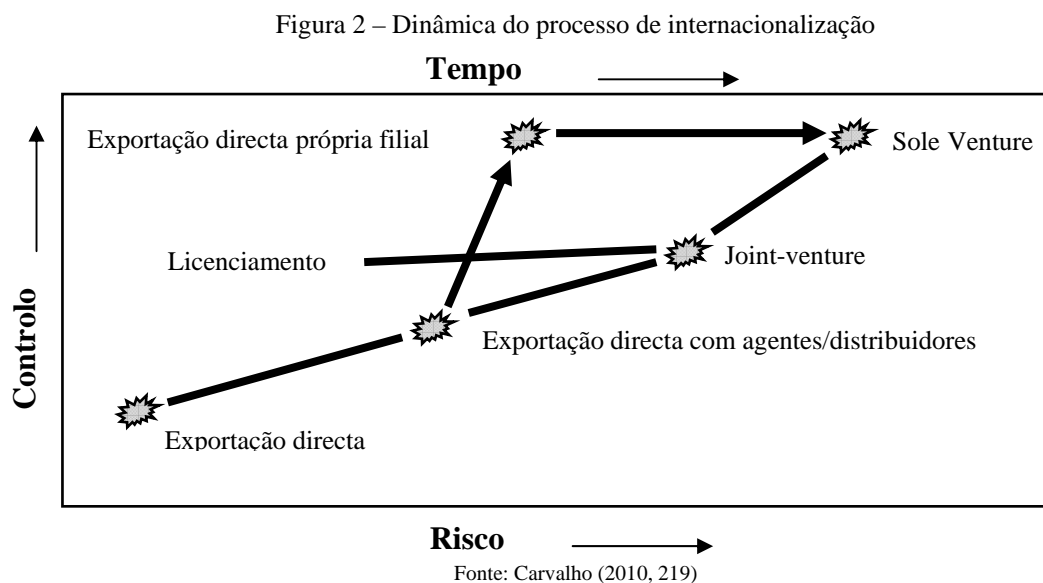 Figura 2 – Dinâmica do processo de internacionalização
Tempo
Exportação directa própria filial
Sole Venture
Licenciamento
Joint-venture
Controlo
Exportação directa com agentes/distribuidores
Exportação directa
Risco
Fonte: Carvalho (2010, 219)